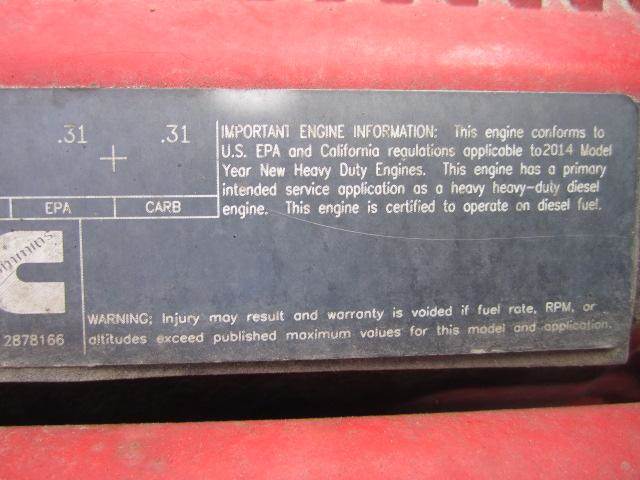 .31 .31
+
EPA CARB
IMPORTANT ENGINE INFORMATION: This engine conforms to
U.S. EPA and California regulations applicable to2014 Model
Year New Heavy Duty Engines. This engine has a primary
intended service application as a heavy heavy-duty diesel
engine. This engine is certified to operate on diesel fuel.
2878166
WARNING; Injury may result and warranty is voided if fuel rate, RPM, or
altitudes exceed published maximum values for this model and application.